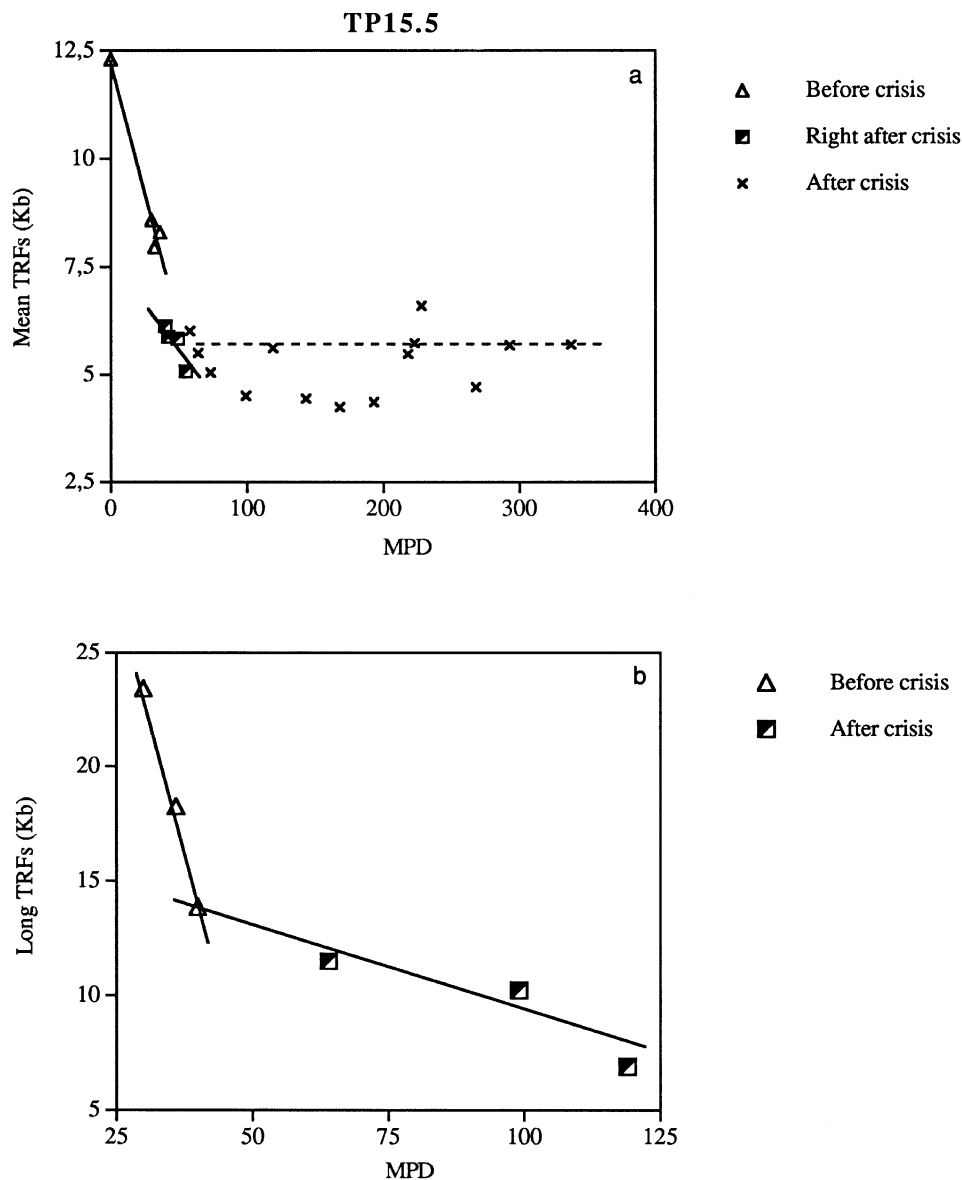 TP15.5
a
12,5
10
7,5
5
2,5
Mean TRFs (Kb)
0 100 200 300 400
MPD
Before crisis
Right after crisis
After crisis
b
25
20
15
10
5
Long TRFs (Kb)
25 50 75 100 125
MPD
Before crisis
After crisis